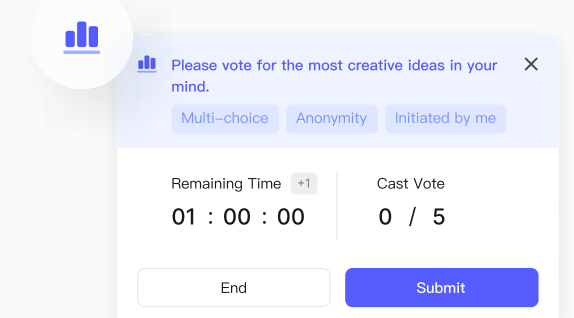 Please vote for the most creative ideas in your
mind.
Multi-choice Anonymity Initiated by me
Remaining Time +1 Cast Vote
01 : 00 : 00 0 / 5
End Submit